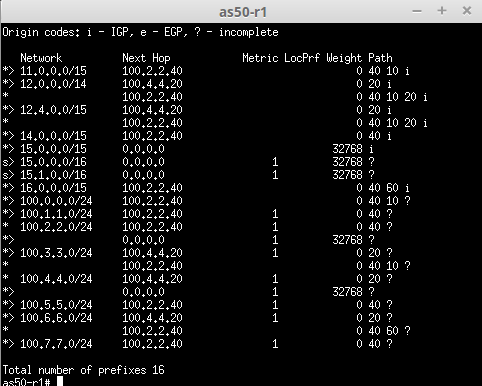 as50-r1
Origin codes: i - IGP, e - EGP, ? - incomplete
   Network          Next Hop            Metric LocPrf Weight Path
*> 11.0.0.0/15      100.2.2.40                             0 40 10 i
*> 12.0.0.0/14      100.4.4.20                             0 20 i
*                   100.2.2.40                             0 40 10 20 i
*> 12.4.0.0/15      100.4.4.20                             0 20 i
*                   100.2.2.40                             0 40 10 20 i
*> 14.0.0.0/15      100.2.2.40                             0 40 i
*> 15.0.0.0/15      0.0.0.0                            32768 i
s> 15.0.0.0/16      0.0.0.0                  1         32768 ?
s> 15.1.0.0/16      0.0.0.0                  1         32768 ?
*> 16.0.0.0/15      100.2.2.40                             0 40 60 i
*> 100.0.0.0/24     100.2.2.40                             0 40 10 ?
*> 100.1.1.0/24     100.2.2.40               1             0 40 ?
*  100.2.2.0/24     100.2.2.40               1             0 40 ?
*>                  0.0.0.0                  1         32768 ?
*> 100.3.3.0/24     100.4.4.20               1             0 20 ?
*                   100.2.2.40                             0 40 10 ?
*  100.4.4.0/24     100.4.4.20               1             0 20 ?
*>                  0.0.0.0                  1         32768 ?
*> 100.5.5.0/24     100.2.2.40               1             0 40 ?
*> 100.6.6.0/24     100.4.4.20               1             0 20 ?
*                   100.2.2.40                             0 40 60 ?
*> 100.7.7.0/24     100.2.2.40               1             0 40 ?
Total number of prefixes 16
as50-r1#